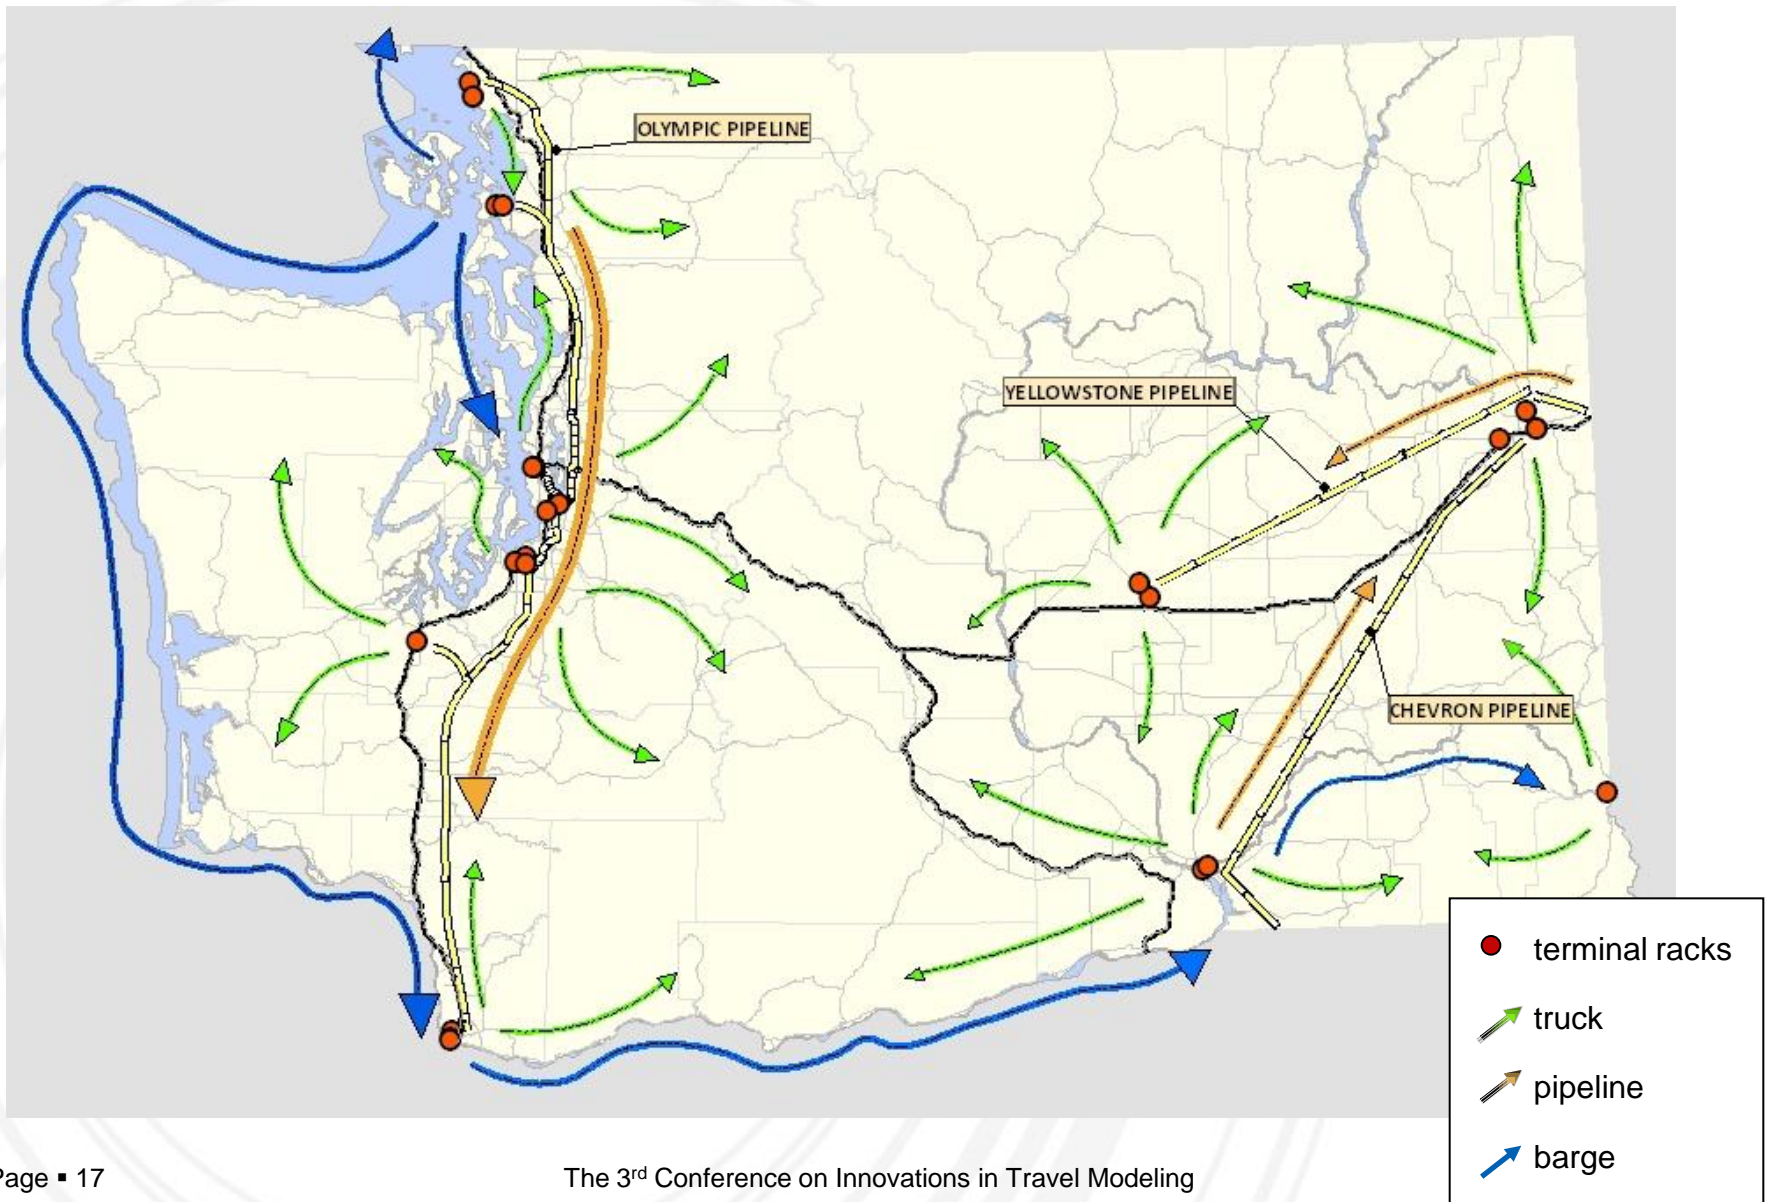 OLYMPIC PIPELINE
YELLOWSTONE PIPELINE
CHEVRON PIPELINE
terminal racks
truck
pipeline
barge
Page ▪ 17
The 3rd Conference on Innovations in Travel Modeling